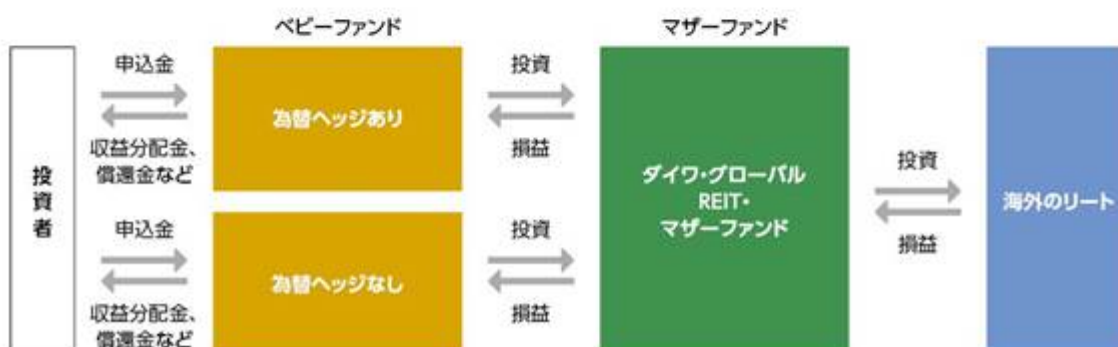 ベビーファンド
マザーファンド
投資者
申込金
収益分配金、
償還金など
為替ヘッジあり
投資
損益
申込金
収益分配金、
償還金など
為替ヘッジなし
投資
損益
ダイワ・グローバル
REIT・
マザーファンド
投資
損益
海外のリート